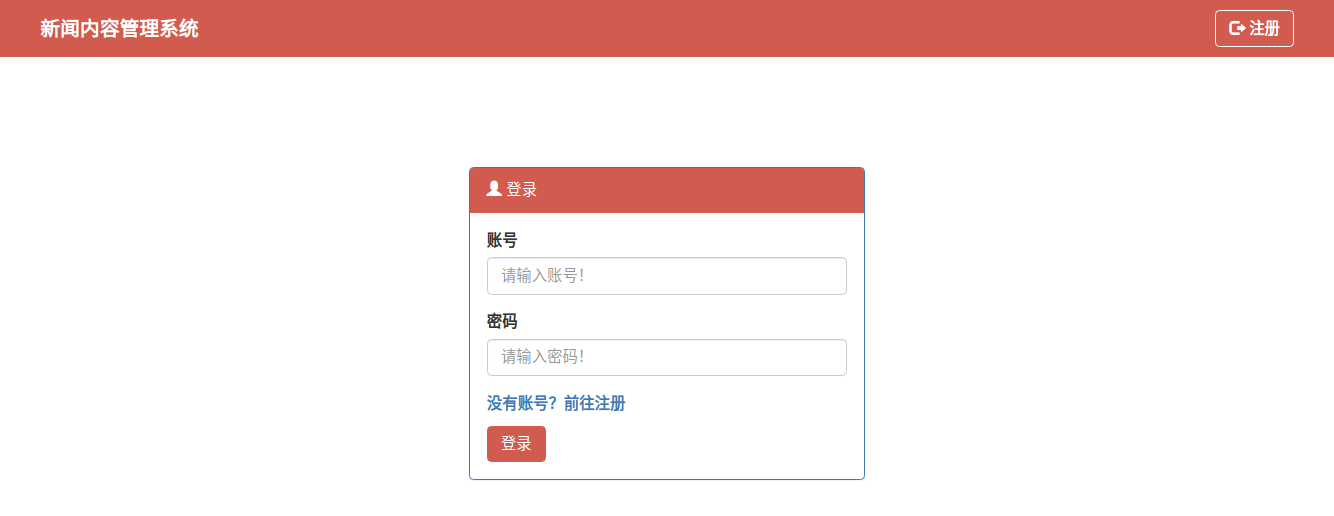 新闻内容管理系统
注册
登录
账号
请输入账号！
密码
请输入密码！
没有账号？前往注册
登录